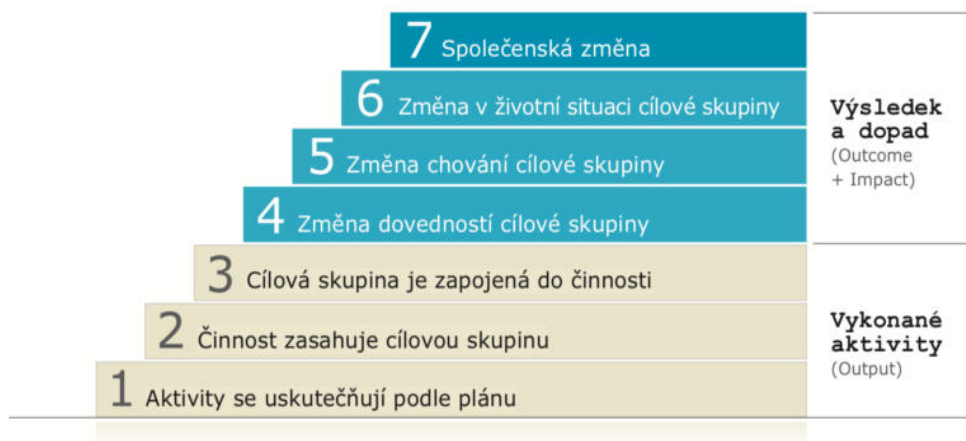 7 Společenská změna
6 Změna v životní situaci cílové skupiny
5 Změna chování cílové skupiny
4 Změna dovedností cílové skupiny
Výsledek
a dopad
(Outcome
+ Impact)
3 Cílová skupina je zapojená do činnosti
2 Činnost zasahuje cílovou skupinu
1 Aktivity se uskutečňují podle plánu
Vykonané
aktivity
(Output)